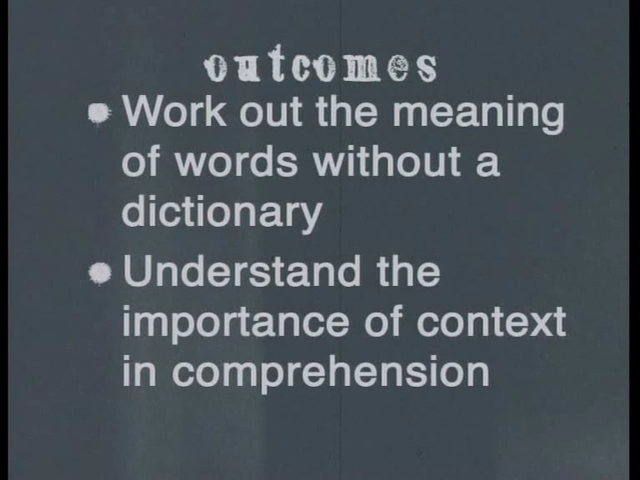 outcomes
Work out the meaning
of words without a
dictionary
Understand the
importance of context
in comprehension